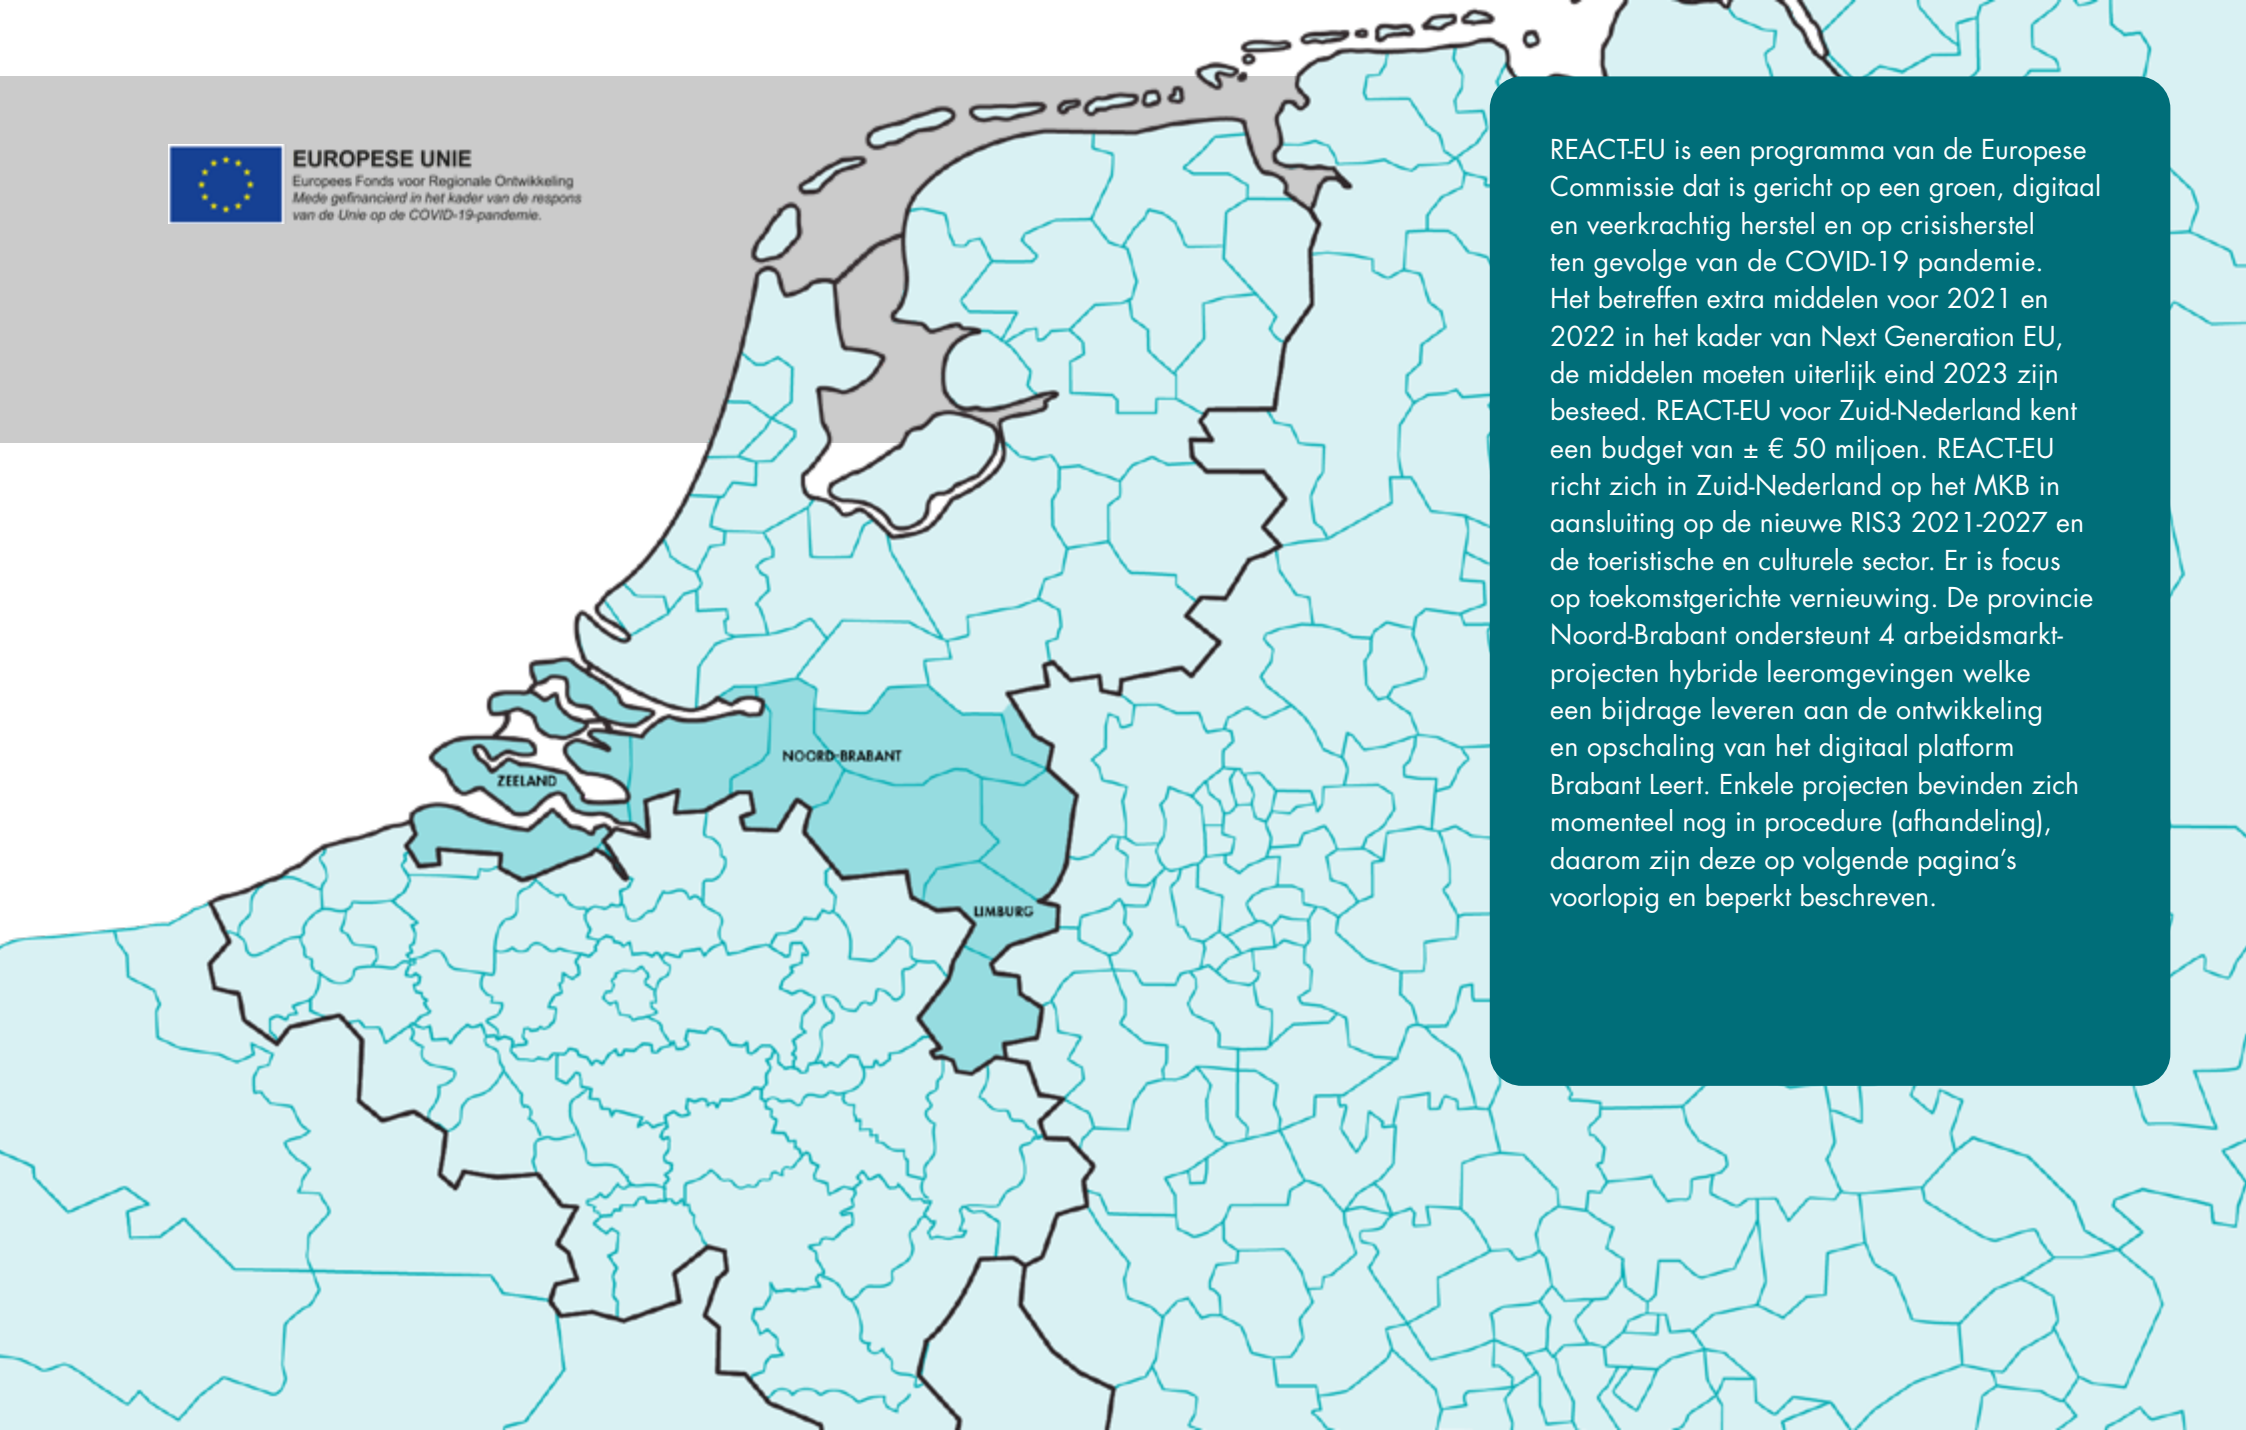 EUROPESE UNIE
Europees Fonds voor Regionale Ontwikkeling
Mede gefinancierd in het kader van de respons
van de Unie op de COVID-19-pandemie.
REACT-EU is een programma van de Europese
Commissie dat is gericht op een groen, digitaal
en veerkrachtig herstel en op crisisherstel
ten gevolge van de COVID-19 pandemie.
Het betreffen extra middelen voor 2021 en
2022 in het kader van Next Generation EU,
de middelen moeten uiterlijk eind 2023 zijn
besteed. REACT-EU voor Zuid-Nederland kent
een budget van ± € 50 miljoen. REACT-EU
richt zich in Zuid-Nederland op het MKB in
aansluiting op de nieuwe RIS3 2021-2027 en
de toeristische en culturele sector. Er is focus
op toekomstgerichte vernieuwing. De provincie
Noord-Brabant ondersteunt 4 arbeidsmarkt-
projecten hybride leeromgevingen welke
een bijdrage leveren aan de ontwikkeling
en opschaling van het digitaal platform
Brabant Leert. Enkele projecten bevinden zich
momenteel nog in procedure (afhandeling),
daarom zijn deze op volgende pagina's
voorlopig en beperkt beschreven.
NOORD-BRABANT
ZEELAND
LIMBURG